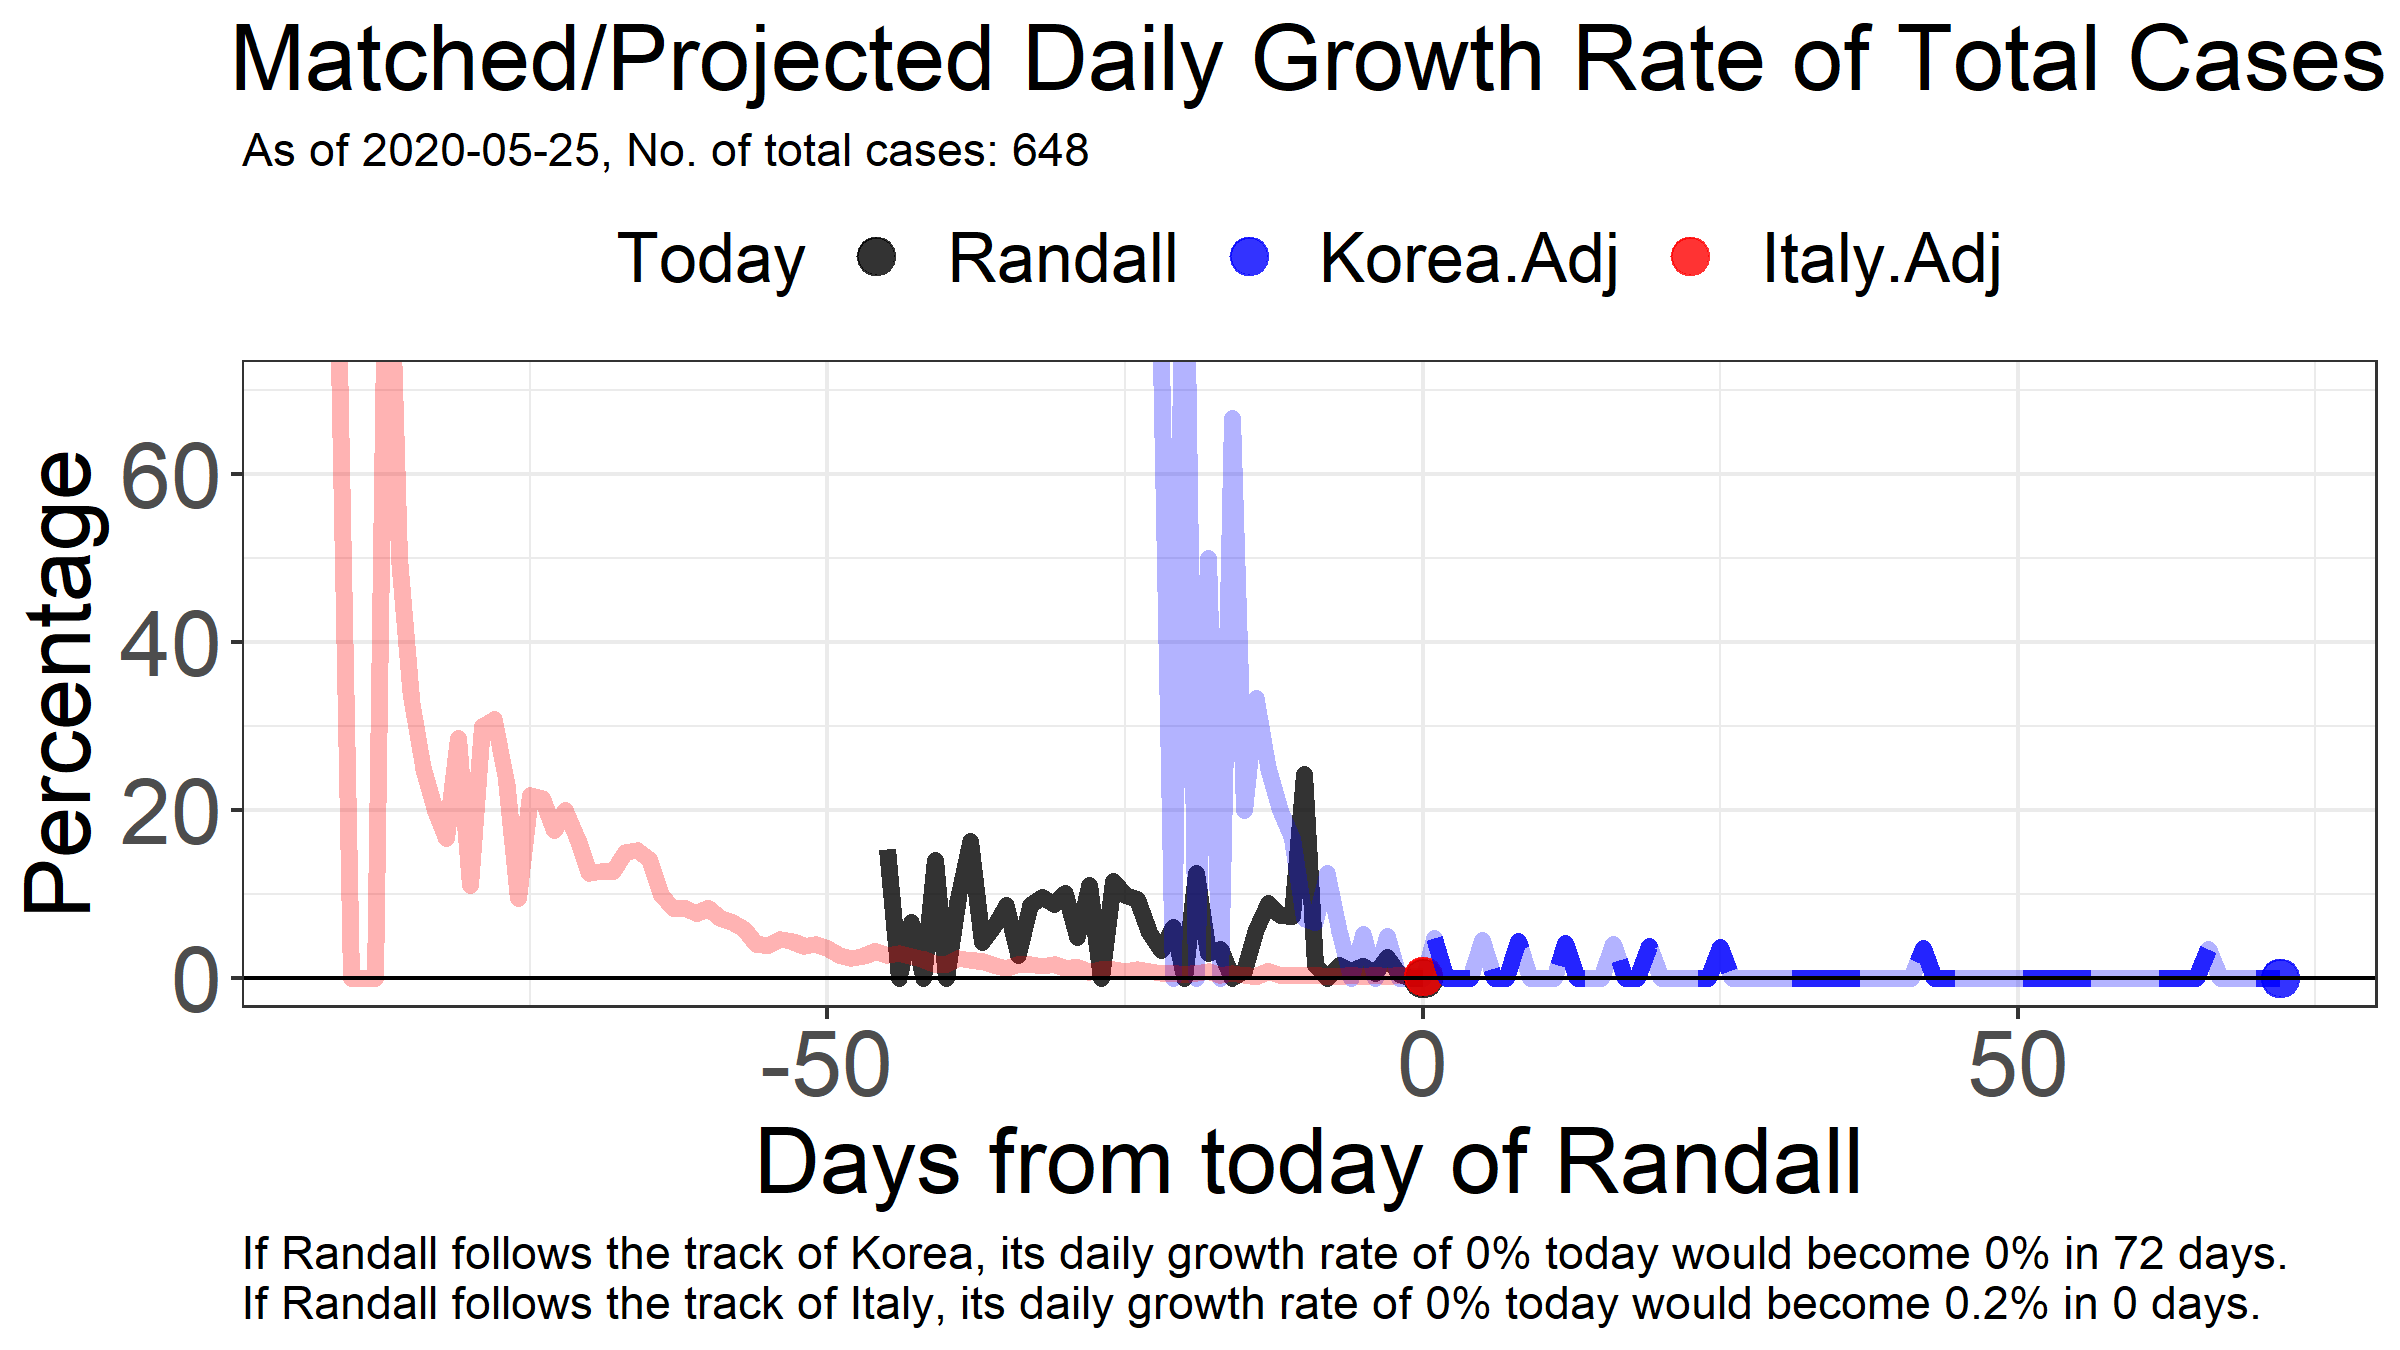 Matched/Projected Daily Growth Rate of Total Cases
As of 2020-05-25, No. of total cases: 648
Today Randall Korea.Adj Italy.Adj
Percentage
60
40
20
0
-50 0 50
Days from today of Randall
If Randall follows the track of Korea, its daily growth rate of 0% today would become 0% in 72 days.
If Randall follows the track of Italy, its daily growth rate of 0% today would become 0.2% in 0 days.